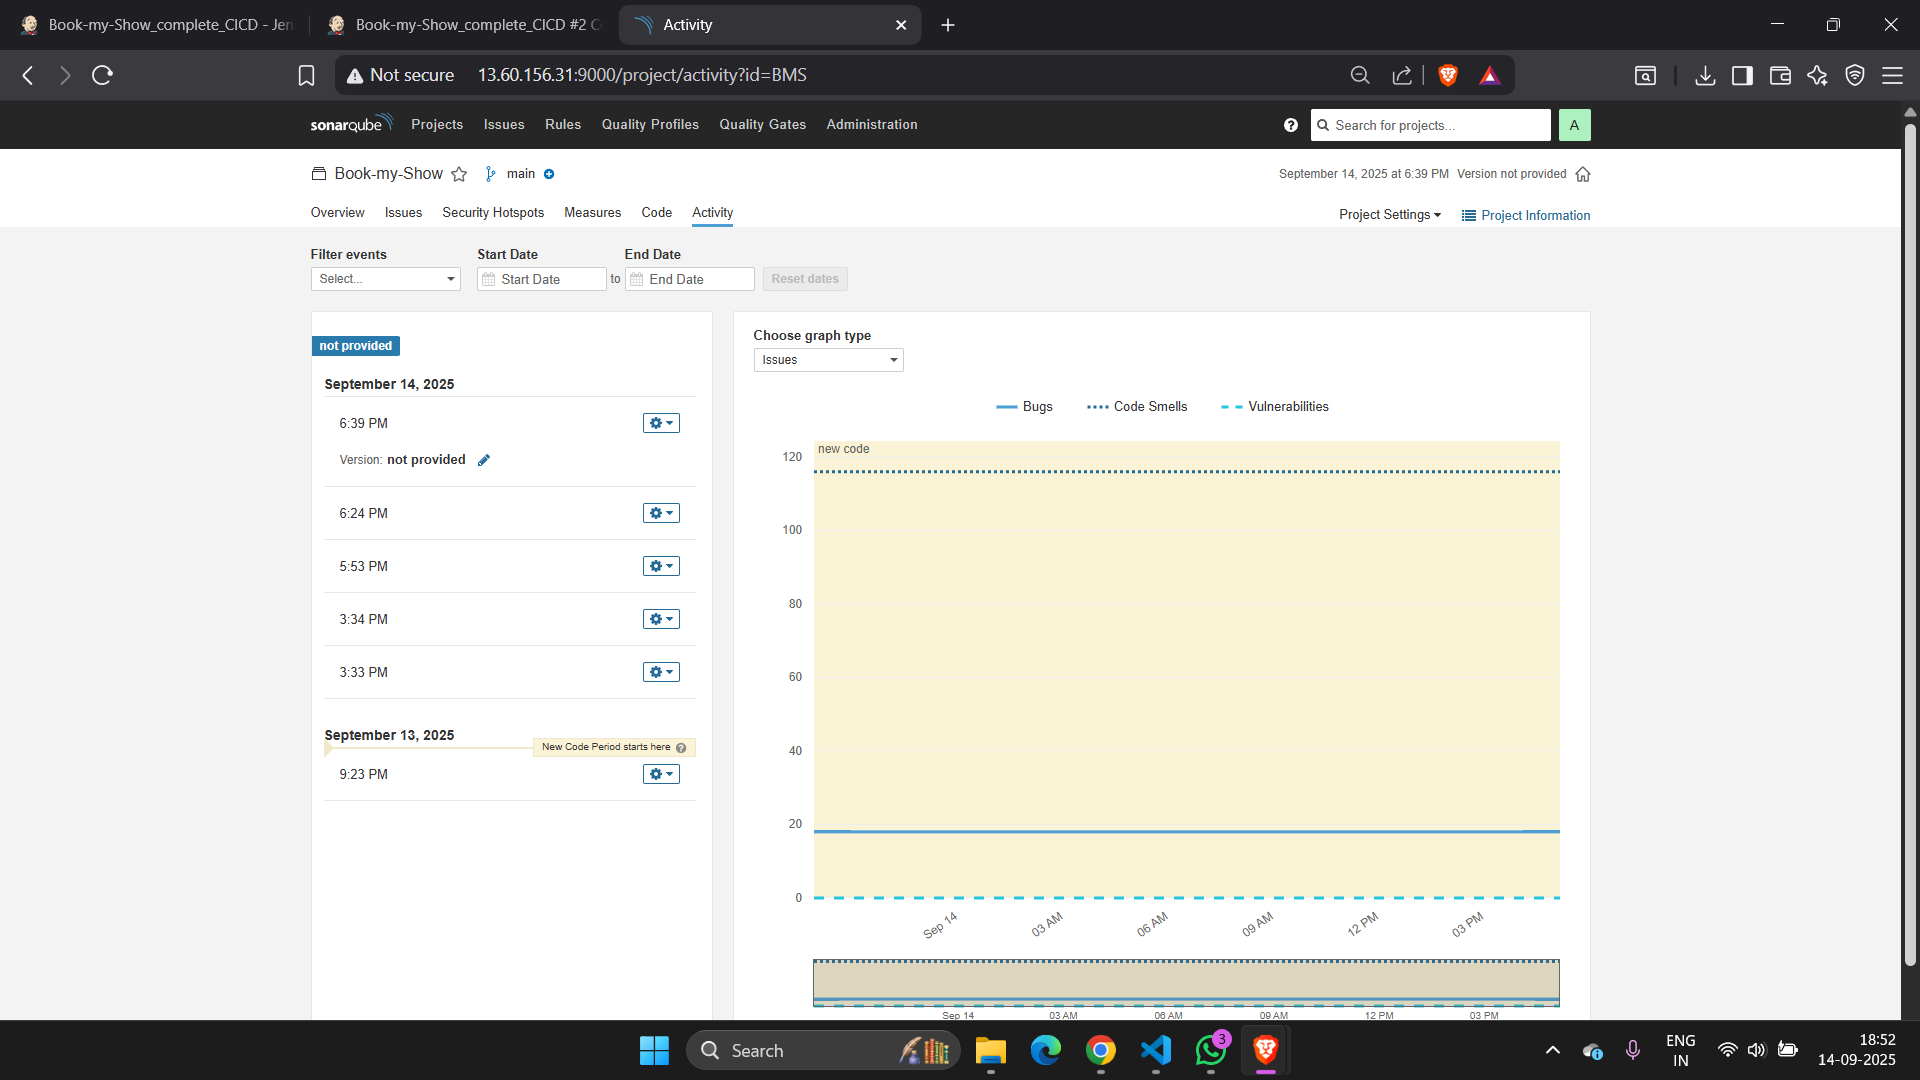 Book-my-Show_complete_CICD - Jen
Book-my-Show_complete_CICD #2 C
Activity
Not secure 13.60.156.31:9000/project/activity?id=BMS
sonarqube Projects Issues Rules Quality Profiles Quality Gates Administration
Search for projects...
A
Book-my-Show main
September 14, 2025 at 6:39 PM Version not provided
Overview Issues Security Hotspots Measures Code Activity
Project Settings Project Information
Filter events Start Date End Date
Select... Start Date to End Date Reset dates
not provided
September 14, 2025
6:39 PM
Version: not provided
6:24 PM
5:53 PM
3:34 PM
3:33 PM
September 13, 2025
New Code Period starts here ?
9:23 PM
Choose graph type
Issues
Bugs Code Smells Vulnerabilities
new code
120
100
80
60
40
20
0
Sep 14 03 AM 06 AM 09 AM 12 PM 03 PM
Sep 14 03 AM 06 AM 09 AM 12 PM 03 PM
Search
3
ENG
IN
18:52
14-09-2025